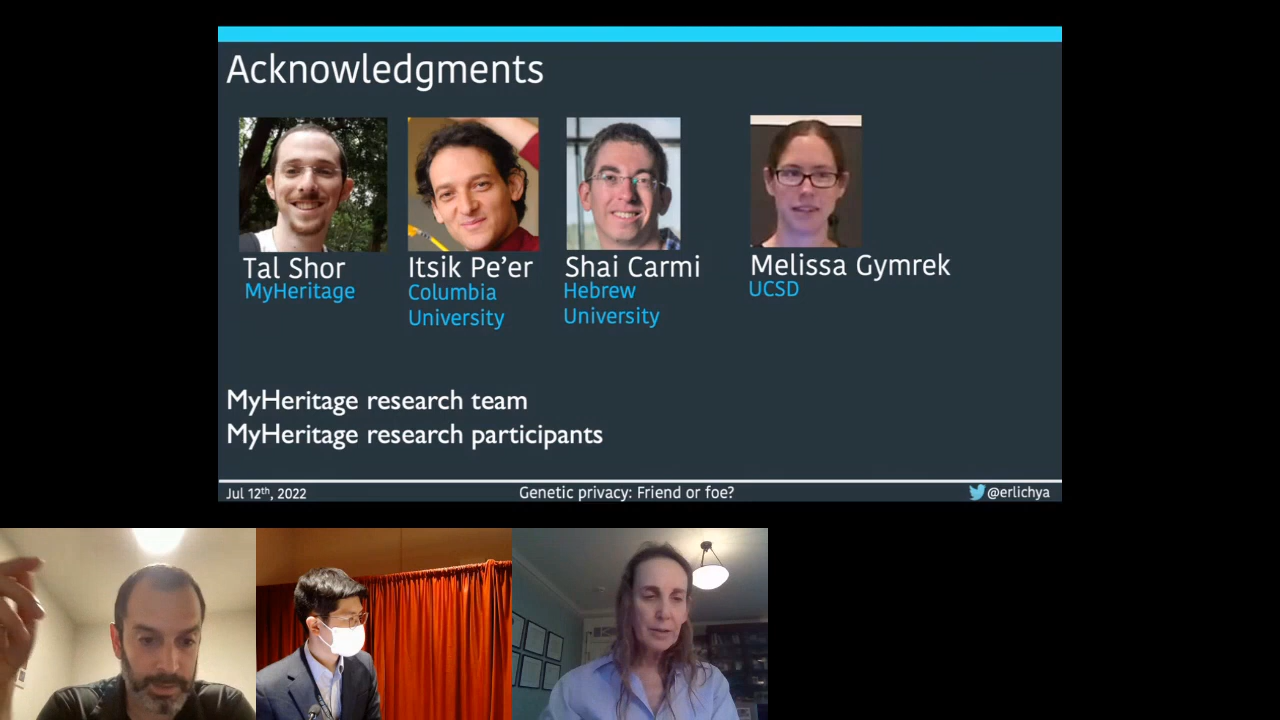 Acknowledgments
Tal Shor
MyHeritage
Itsik Pe’er
Columbia
University
Shai Carmi
Hebrew
University
Melissa Gymrek
UCSD
MyHeritage research team
MyHeritage research participants
Jul 12th, 2022
Genetic privacy: Friend or foe?
@erlichya